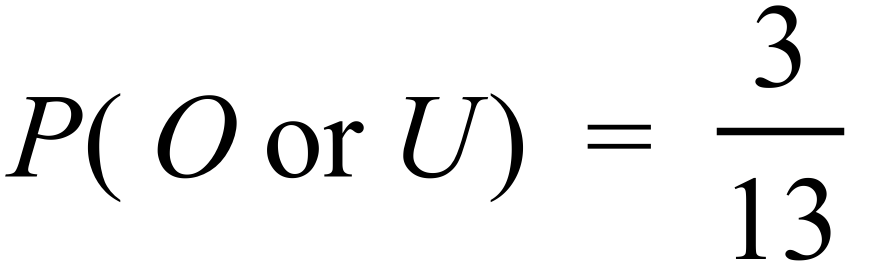 P( O or U) = 3/13